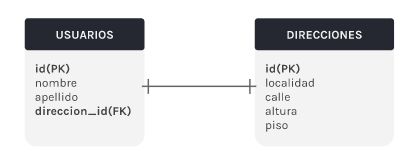 USUARIOS
id(PK)
nombre
apellido
direccion_id(FK)
DIRECCIONES
id(PK)
localidad
calle
altura
piso